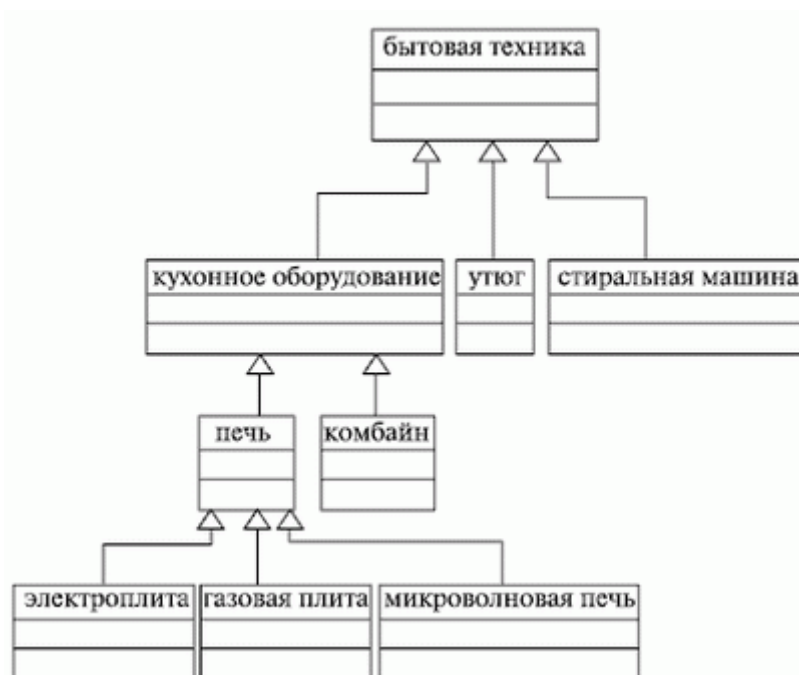 бытовая техника
кухонное оборудование
утюг
стиральная машина
печь
комбайн
электроплита
газовая плита
микроволновая печь